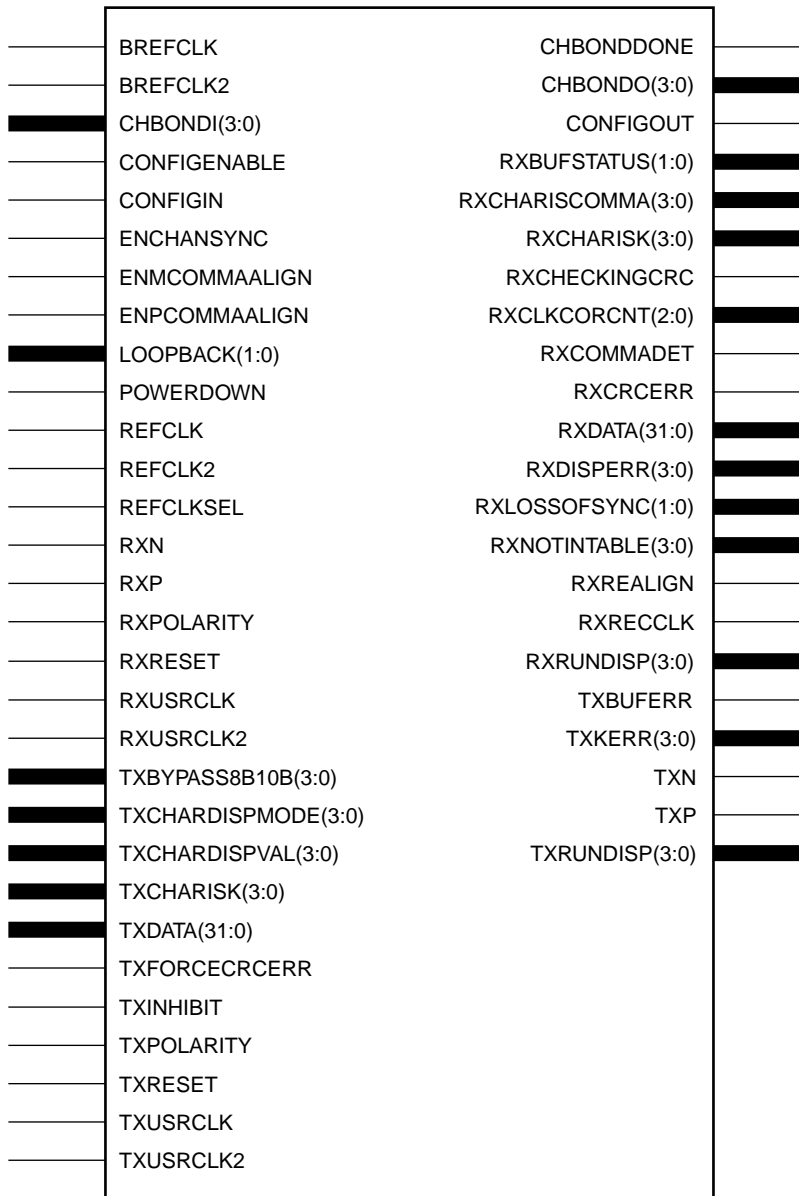 BREFCLK
BREFCLK2
CHBONDI(3:0)
CONFIGENABLE
CONFIGIN
ENCHANSYNC
ENMCOMMAALIGN
ENPCOMMAALIGN
LOOPBACK(1:0)
POWERDOWN
REFCLK
REFCLK2
REFCLKSEL
RXN
RXP
RXPOLARITY
RXRESET
RXUSRCLK
RXUSRCLK2
TXBYPASS8B10B(3:0)
TXCHARDISPMODE(3:0)
TXCHARDISPVAL(3:0)
TXCHARISK(3:0)
TXDATA(31:0)
TXFORCECRCERR
TXINHIBIT
TXPOLARITY
TXRESET
TXUSRCLK
TXUSRCLK2
CHBONDDONE
CHBONDO(3:0)
CONFIGOUT
RXBUFSTATUS(1:0)
RXCHARISCOMMA(3:0)
RXCHARISK(3:0)
RXCHECKINGCRC
RXCLKCORCNT(2:0)
RXCOMMADET
RXCRCERR
RXDATA(31:0)
RXDISPERR(3:0)
RXLOSSOFSYNC(1:0)
RXNOTINTABLE(3:0)
RXREALIGN
RXRECCLK
RXRUNDISP(3:0)
TXBUFERR
TXKERR(3:0)
TXN
TXP
TXRUNDISP(3:0)